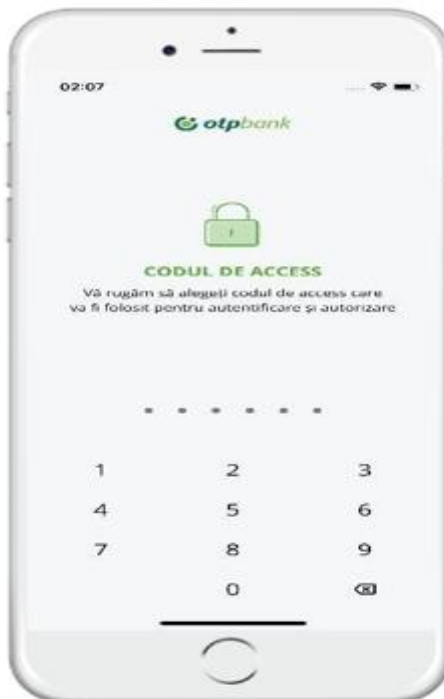 02:07
otpbank
CODUL DE ACCESS
Vă rugăm să alegeți codul de access care
va fi folosit pentru autentificare și autorizare
1 2 3
4 5 6
7 8 9
0